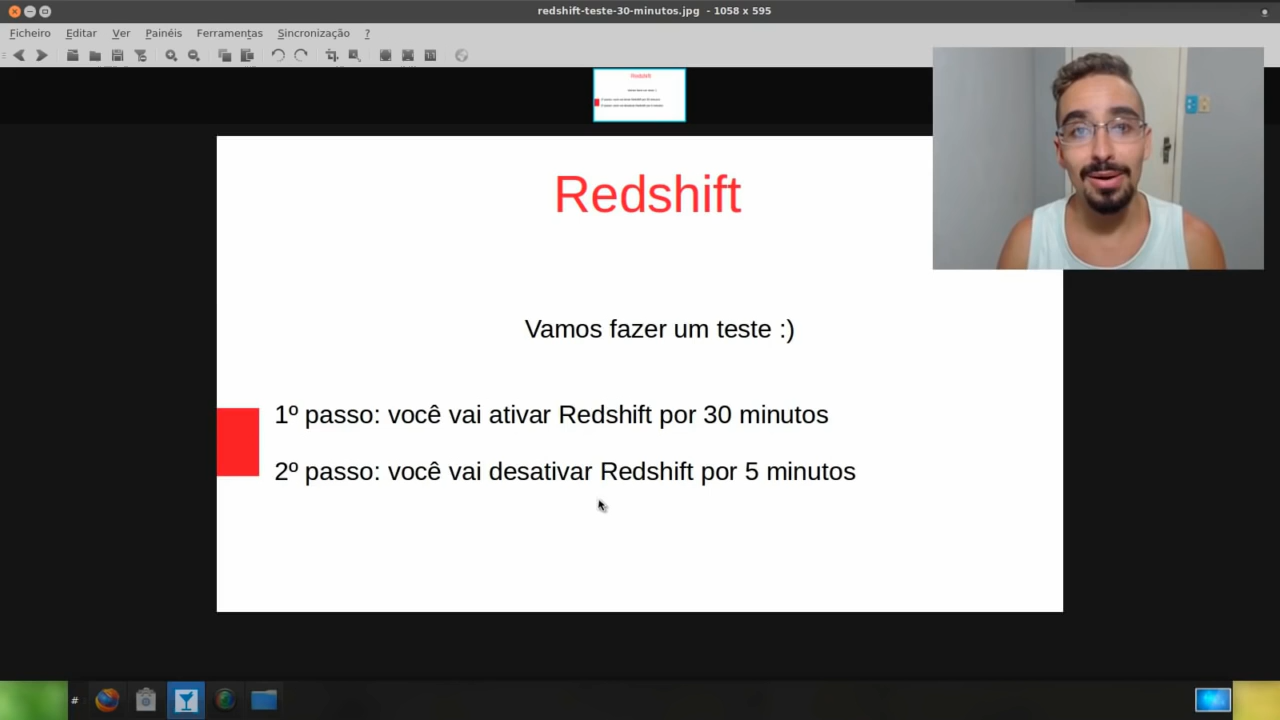 redshift-teste-30-minutos.jpg - 1058 x 595
Ficheiro Editar Ver Painéis Ferramentas Sincronização ?
Redshift
Vamos fazer um teste :)
1º passo: você vai ativar Redshift por 30 minutos
2º passo: você vai desativar Redshift por 5 minutos
#